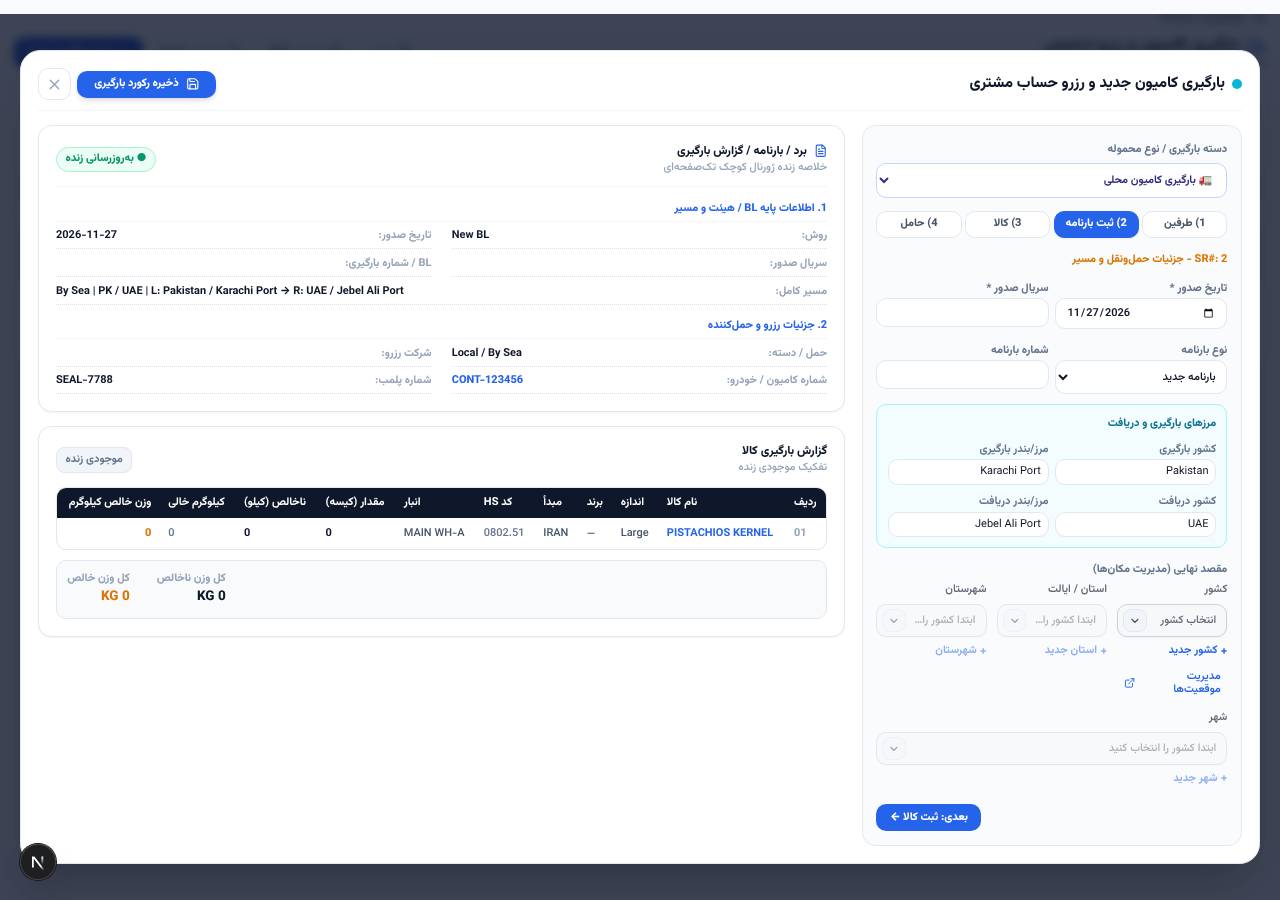 بارگیری کامیون جدید و رزرو حساب مشتری
ذخیره رکورد بارگیری
دسته بارگیری / نوع محموله
🚛 بارگیری کامیون محلی
1) طرفین
2) ثبت بارنامه
3) کالا
4) حامل
SR#: 2 - جزئیات حمل‌ونقل و مسیر
تاریخ صدور *
سریال صدور *
11/27/2026
نوع بارنامه
شماره بارنامه
بارنامه جدید
مرزهای بارگیری و دریافت
کشور بارگیری
مرز/بندر بارگیری
Pakistan
Karachi Port
کشور دریافت
مرز/بندر دریافت
UAE
Jebel Ali Port
مقصد نهایی (مدیریت مکان‌ها)
کشور
استان / ایالت
شهرستان
انتخاب کشور
ابتدا کشور را...
ابتدا کشور را...
+ کشور جدید
+ استان جدید
+ شهرستان
مدیریت
موقعیت‌ها
شهر
ابتدا کشور را انتخاب کنید
+ شهر جدید
بعدی: ثبت کالا ←
برد / بارنامه / گزارش بارگیری
خلاصه زنده ژورنال کوچک تک‌صفحه‌ای
به‌روزرسانی زنده
1. اطلاعات پایه BL / هیئت و مسیر
روش:
New BL
تاریخ صدور:
2026-11-27
سریال صدور:
BL / شماره بارگیری:
مسیر کامل:
By Sea | PK / UAE | L: Pakistan / Karachi Port → R: UAE / Jebel Ali Port
2. جزئیات رزرو و حمل‌کننده
حمل / دسته:
Local / By Sea
شرکت رزرو:
شماره کامیون / خودرو:
CONT-123456
شماره پلمب:
SEAL-7788
گزارش بارگیری کالا
تفکیک موجودی زنده
موجودی زنده
ردیف نام کالا اندازه برند مبدأ کد HS انبار مقدار (کیسه) ناخالص (کیلو) کیلوگرم خالی وزن خالص کیلوگرم
01 PISTACHIOS KERNEL Large — IRAN 0802.51 MAIN WH-A 0 0 0 0
کل وزن ناخالص
کل وزن خالص
0 KG
0 KG
N